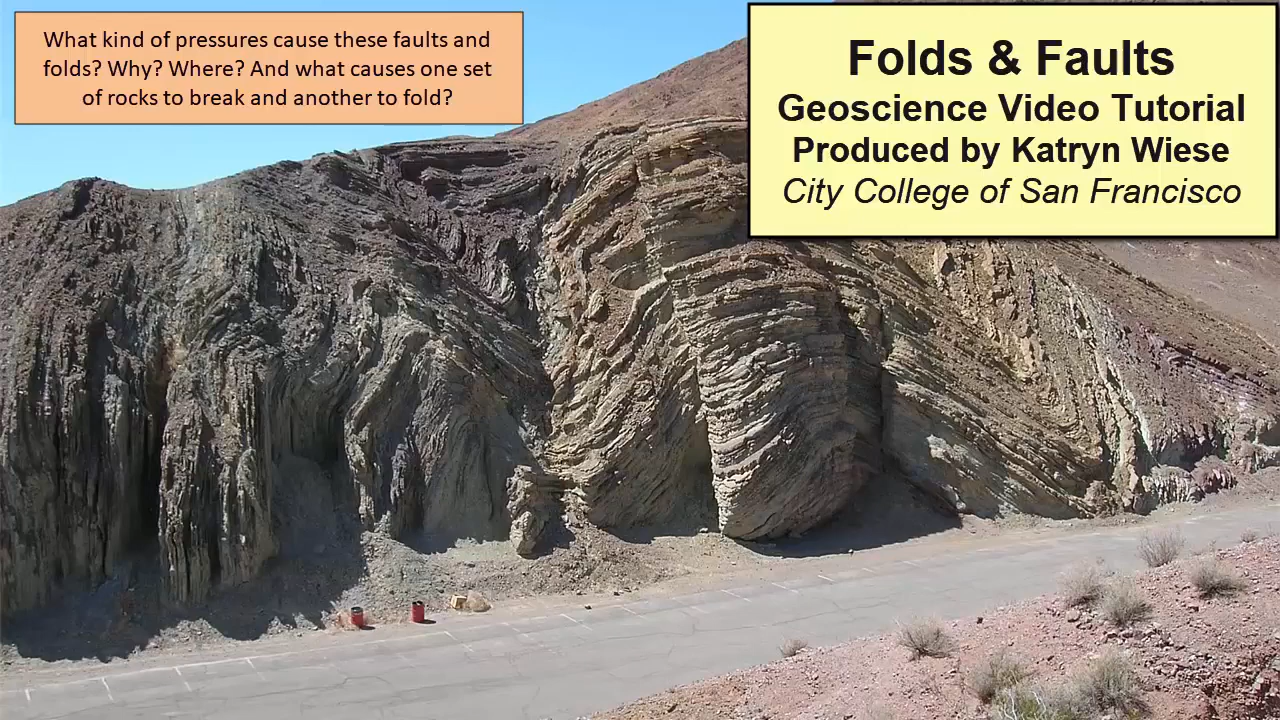 What kind of pressures cause these faults and
folds? Why? Where? And what causes one set
of rocks to break and another to fold?
Folds & Faults
Geoscience Video Tutorial
Produced by Katryn Wiese
City College of San Francisco